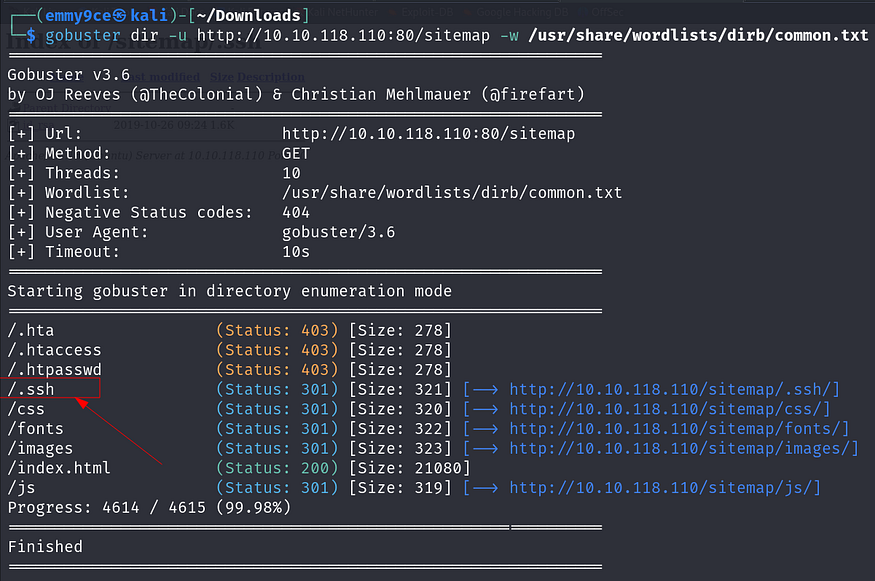 ┌──(emmy9ce㉿kali)-[~/Downloads]
└─$ gobuster dir -u http://10.10.118.110:80/sitemap -w /usr/share/wordlists/dirb/common.txt
Gobuster v3.6
by OJ Reeves (@TheColonial) & Christian Mehlmauer (@firefart)
[+] Url: http://10.10.118.110:80/sitemap
[+] Method: GET
[+] Threads: 10
[+] Wordlist: /usr/share/wordlists/dirb/common.txt
[+] Negative Status codes: 404
[+] User Agent: gobuster/3.6
[+] Timeout: 10s
Starting gobuster in directory enumeration mode
/.hta (Status: 403) [Size: 278]
/.htaccess (Status: 403) [Size: 278]
/.htpasswd (Status: 403) [Size: 278]
/.ssh (Status: 301) [Size: 321] [--> http://10.10.118.110/sitemap/.ssh/]
/css (Status: 301) [Size: 320] [--> http://10.10.118.110/sitemap/css/]
/fonts (Status: 301) [Size: 322] [--> http://10.10.118.110/sitemap/fonts/]
/images (Status: 301) [Size: 323] [--> http://10.10.118.110/sitemap/images/]
/index.html (Status: 200) [Size: 21080]
/js (Status: 301) [Size: 319] [--> http://10.10.118.110/sitemap/js/]
Progress: 4614 / 4615 (99.98%)
Finished